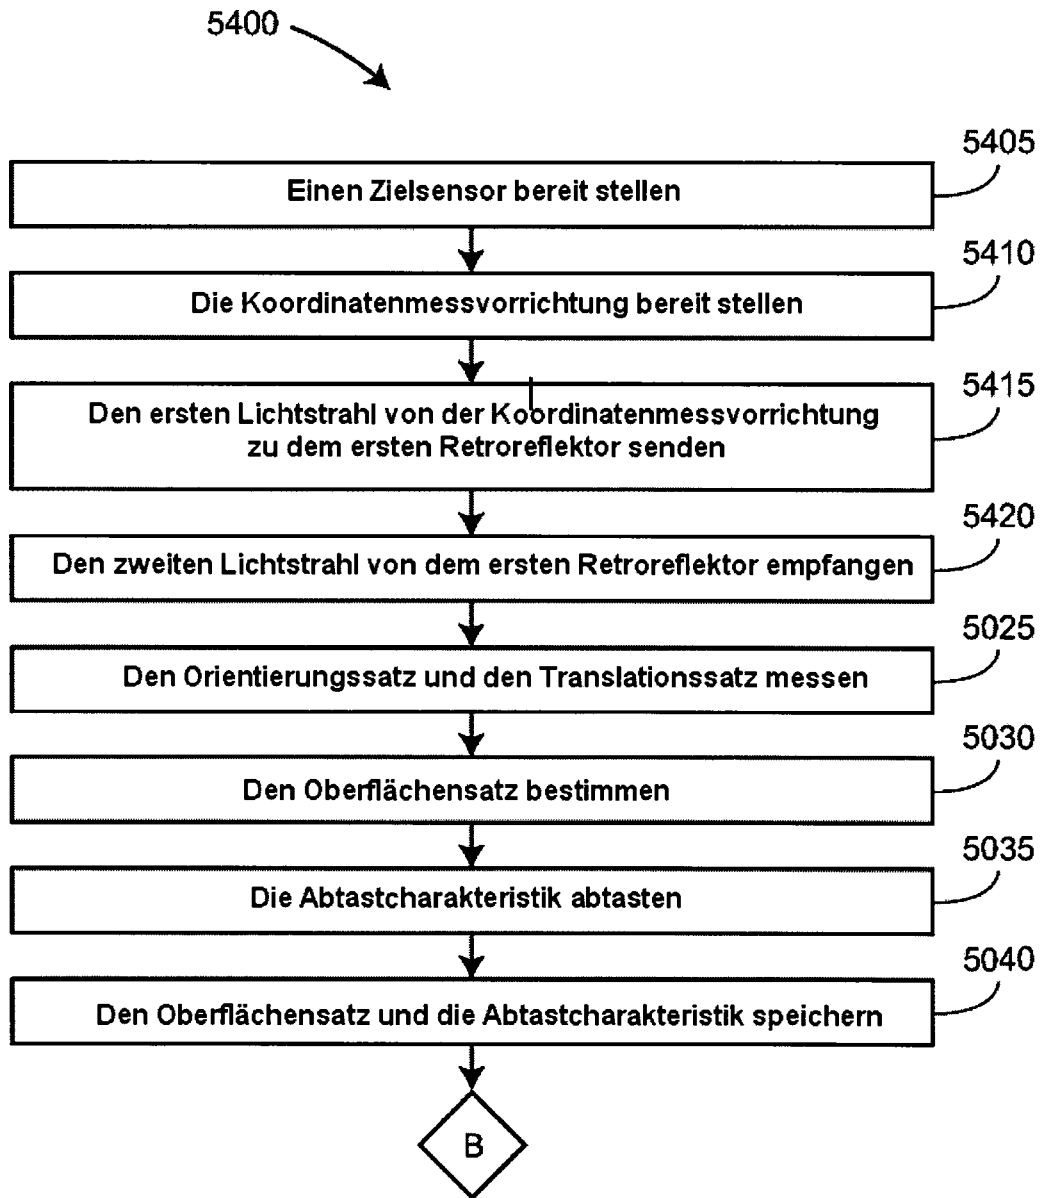 5400
5405
Einen Zielsensor bereit stellen
5410
Die Koordinatenmessvorrichtung bereit stellen
5415
Den ersten Lichtstrahl von der Koordinatenmessvorrichtung
zu dem ersten Retroreflektor senden
5420
Den zweiten Lichtstrahl von dem ersten Retroreflektor empfangen
5025
Den Orientierungssatz und den Translationssatz messen
5030
Den Oberflächensatz bestimmen
5035
Die Abtastcharakteristik abtasten
5040
Den Oberflächensatz und die Abtastcharakteristik speichern
B